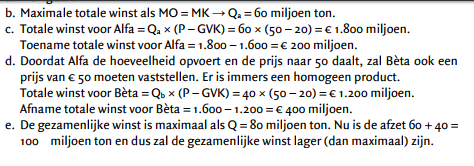 b. Maximale totale winst als MO = MK → Qₐ = 60 miljoen ton.
c. Totale winst voor Alfa = Qₐ × (P – GVK) = 60 × (50 – 20) = € 1.800 miljoen.
Toename totale winst voor Alfa = 1.800 – 1.600 = € 200 miljoen.
d. Doordat Alfa de hoeveelheid opvoert en de prijs naar 50 daalt, zal Bèta ook een
prijs van € 50 moeten vaststellen. Er is immers een homogeen product.
Totale winst voor Bèta = Q_b × (P – GVK) = 40 × (50 – 20) = € 1.200 miljoen.
Afname totale winst voor Bèta = 1.600 – 1.200 = € 400 miljoen.
e. De gezamenlijke winst is maximaal als Q = 80 miljoen ton. Nu is de afzet 60 + 40 =
100 miljoen ton en dus zal de gezamenlijke winst lager (dan maximaal) zijn.